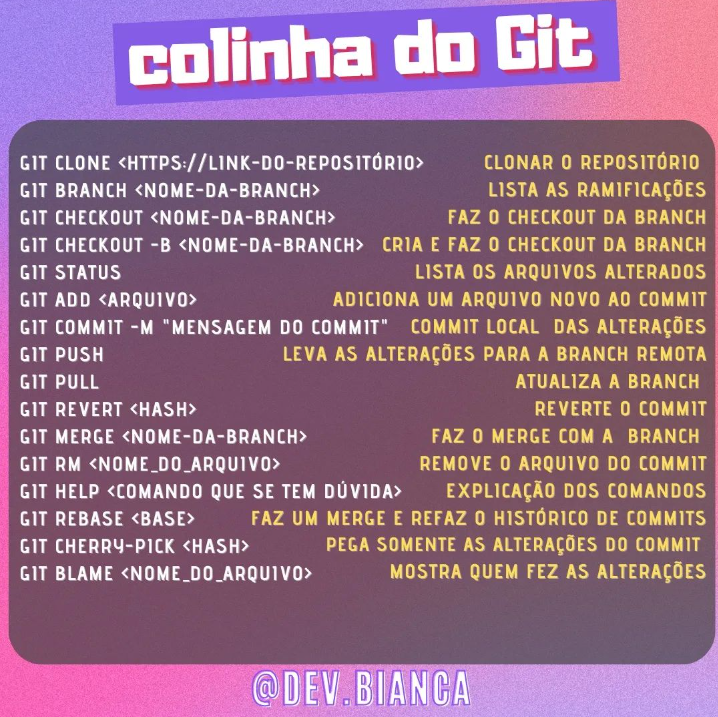 colinha do Git
GIT CLONE <HTTPS://LINK-DO-REPOSITÓRIO> CLONAR O REPOSITÓRIO
GIT BRANCH <NOME-DA-BRANCH> LISTA AS RAMIFICAÇÕES
GIT CHECKOUT <NOME-DA-BRANCH> FAZ O CHECKOUT DA BRANCH
GIT CHECKOUT -B <NOME-DA-BRANCH> CRIA E FAZ O CHECKOUT DA BRANCH
GIT STATUS LISTA OS ARQUIVOS ALTERADOS
GIT ADD <ARQUIVO> ADICIONA UM ARQUIVO NOVO AO COMMIT
GIT COMMIT -M "MENSAGEM DO COMMIT" COMMIT LOCAL DAS ALTERAÇÕES
GIT PUSH LEVA AS ALTERAÇÕES PARA A BRANCH REMOTA
GIT PULL ATUALIZA A BRANCH
GIT REVERT <HASH> REVERTE O COMMIT
GIT MERGE <NOME-DA-BRANCH> FAZ O MERGE COM A BRANCH
GIT RM <NOME_DO_ARQUIVO> REMOVE O ARQUIVO DO COMMIT
GIT HELP <COMANDO QUE SE TEM DÚVIDA> EXPLICAÇÃO DOS COMANDOS
GIT REBASE <BASE> FAZ UM MERGE E REFAZ O HISTÓRICO DE COMMITS
GIT CHERRY-PICK <HASH> PEGA SOMENTE AS ALTERAÇÕES DO COMMIT
GIT BLAME <NOME_DO_ARQUIVO> MOSTRA QUEM FEZ AS ALTERAÇÕES
@DEV.BIANCA